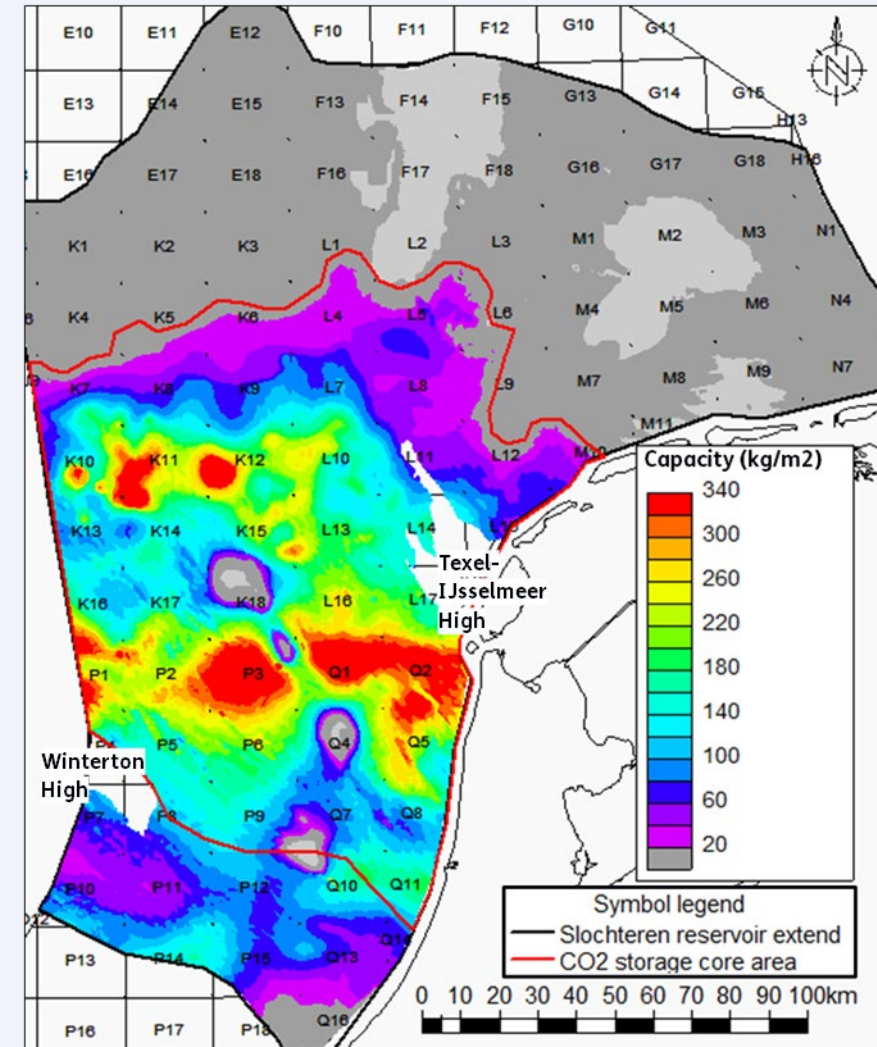 E10 E11 E12 F10 F11 F12 G10 G11
E13 E14 E15 F13 F14 F15 G13 G14 G15
H13
E16 E17 E18 F16 F17 F18 G16 G17 G18 H16
K1 K2 K3 L1 L2 L3 M1 M2 M3 N1
K4 K5 K6 L4 L5 L6 M4 M5 M6 N4
K7 K8 K9 L7 L8 L9 M7 M8 M9 N7
M11
K10 K11 K12 L10 L11 L12 M10
K13 K14 K15 L13 L14 L15
K16 K17 K18 L16 L17
P1 P2 P3 Q1 Q2
P5 P6 Q4 Q5
P7 P8 P9 Q7 Q8
P10 P11 P12 Q10 Q11
P13 P14 P15 Q13 Q14
P16 P17 P18 Q16
N
Texel-
IJsselmeer
High
Winterton
High
Capacity (kg/m2)
340
300
260
220
180
140
100
60
20
Symbol legend
Slochteren reservoir extend
CO2 storage core area
0 10 20 30 40 50 60 70 80 90 100km